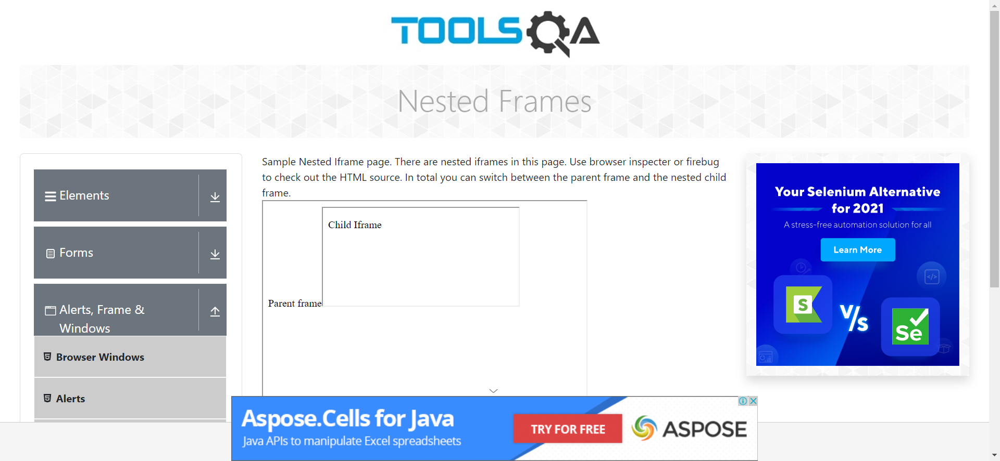 TOOLSQA
Nested Frames
Elements
Forms
Alerts, Frame &
Windows
Browser Windows
Alerts
Sample Nested Iframe page. There are nested iframes in this page. Use browser inspecter or firebug
to check out the HTML source. In total you can switch between the parent frame and the nested child
frame.
Child Iframe
Parent frame
Your Selenium Alternative
for 2021
A stress-free automation solution for all
Learn More
S
V/s
Se
Aspose.Cells for Java
Java APIs to manipulate Excel spreadsheets
TRY FOR FREE
ASPOSE